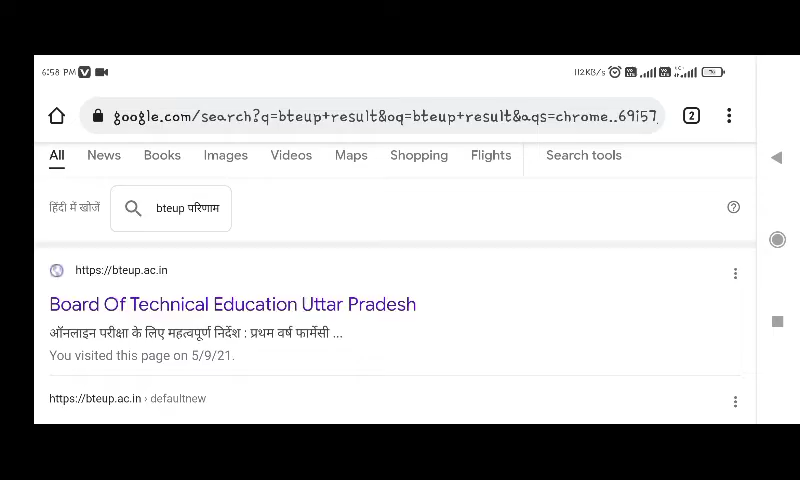 6:58 PM 112KB/s
google.com/search?q=bteup+result&oq=bteup+result&aqs=chrome..69i57
2
All News Books Images Videos Maps Shopping Flights Search tools
हिंदी में खोजें bteup परिणाम
https://bteup.ac.in
Board Of Technical Education Uttar Pradesh
ऑनलाइन परीक्षा के लिए महत्वपूर्ण निर्देश : प्रथम वर्ष फार्मेसी ...
You visited this page on 5/9/21.
https://bteup.ac.in › defaultnew